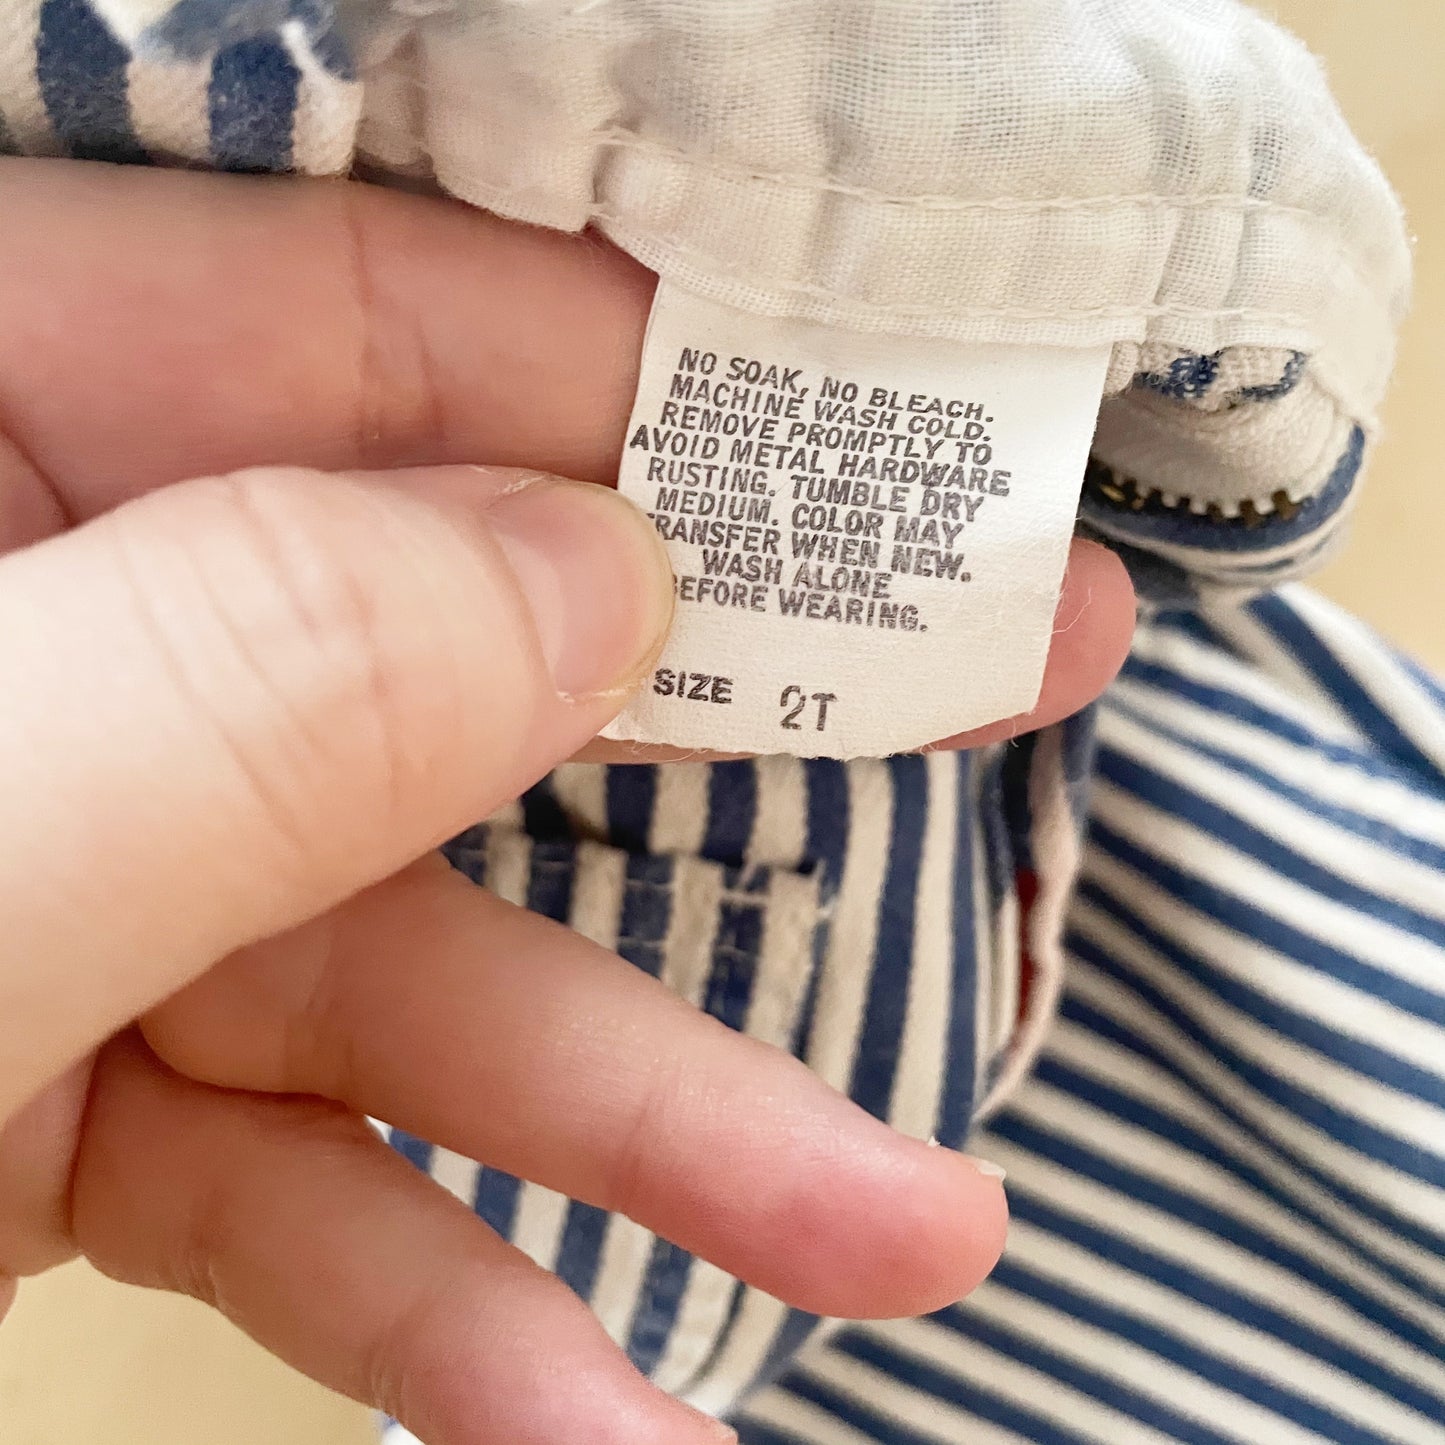 NO SOAK, NO BLEACH.
MACHINE WASH COLD.
REMOVE PROMPTLY TO
AVOID METAL HARDWARE
RUSTING. TUMBLE DRY
MEDIUM. COLOR MAY
TRANSFER WHEN NEW.
WASH ALONE
BEFORE WEARING.
SIZE 2T